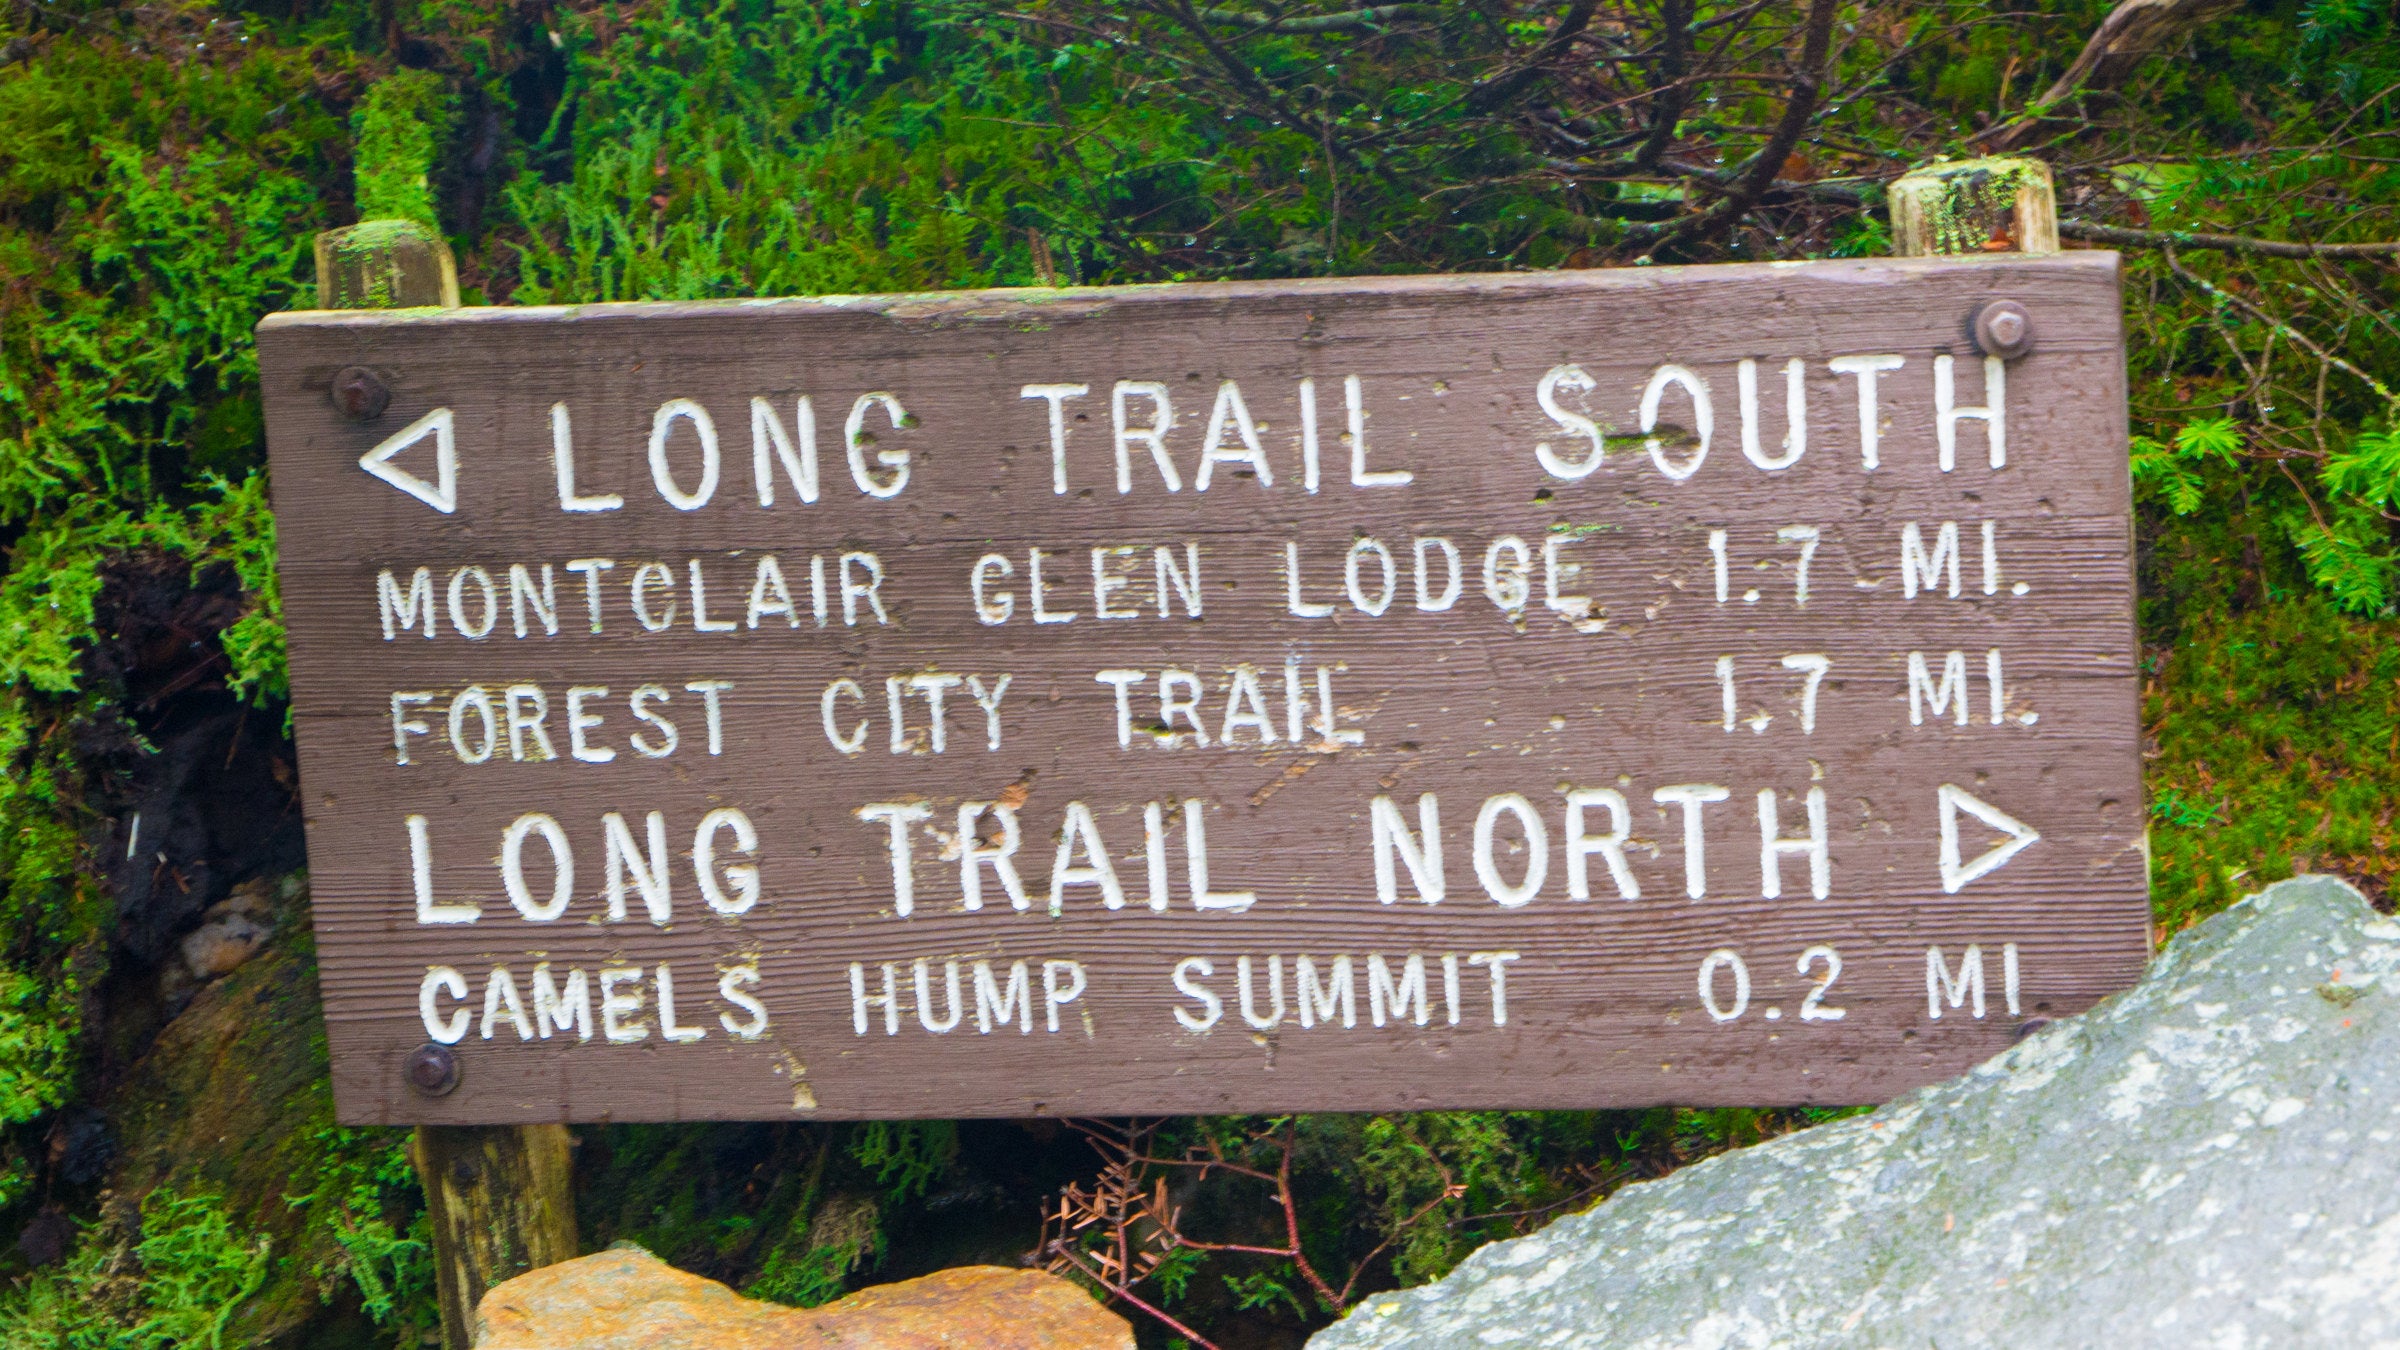 ◁ LONG TRAIL SOUTH
MONTCLAIR GLEN LODGE 1.7 MI.
FOREST CITY TRAIL 1.7 MI.
LONG TRAIL NORTH ▷
CAMELS HUMP SUMMIT 0.2 MI